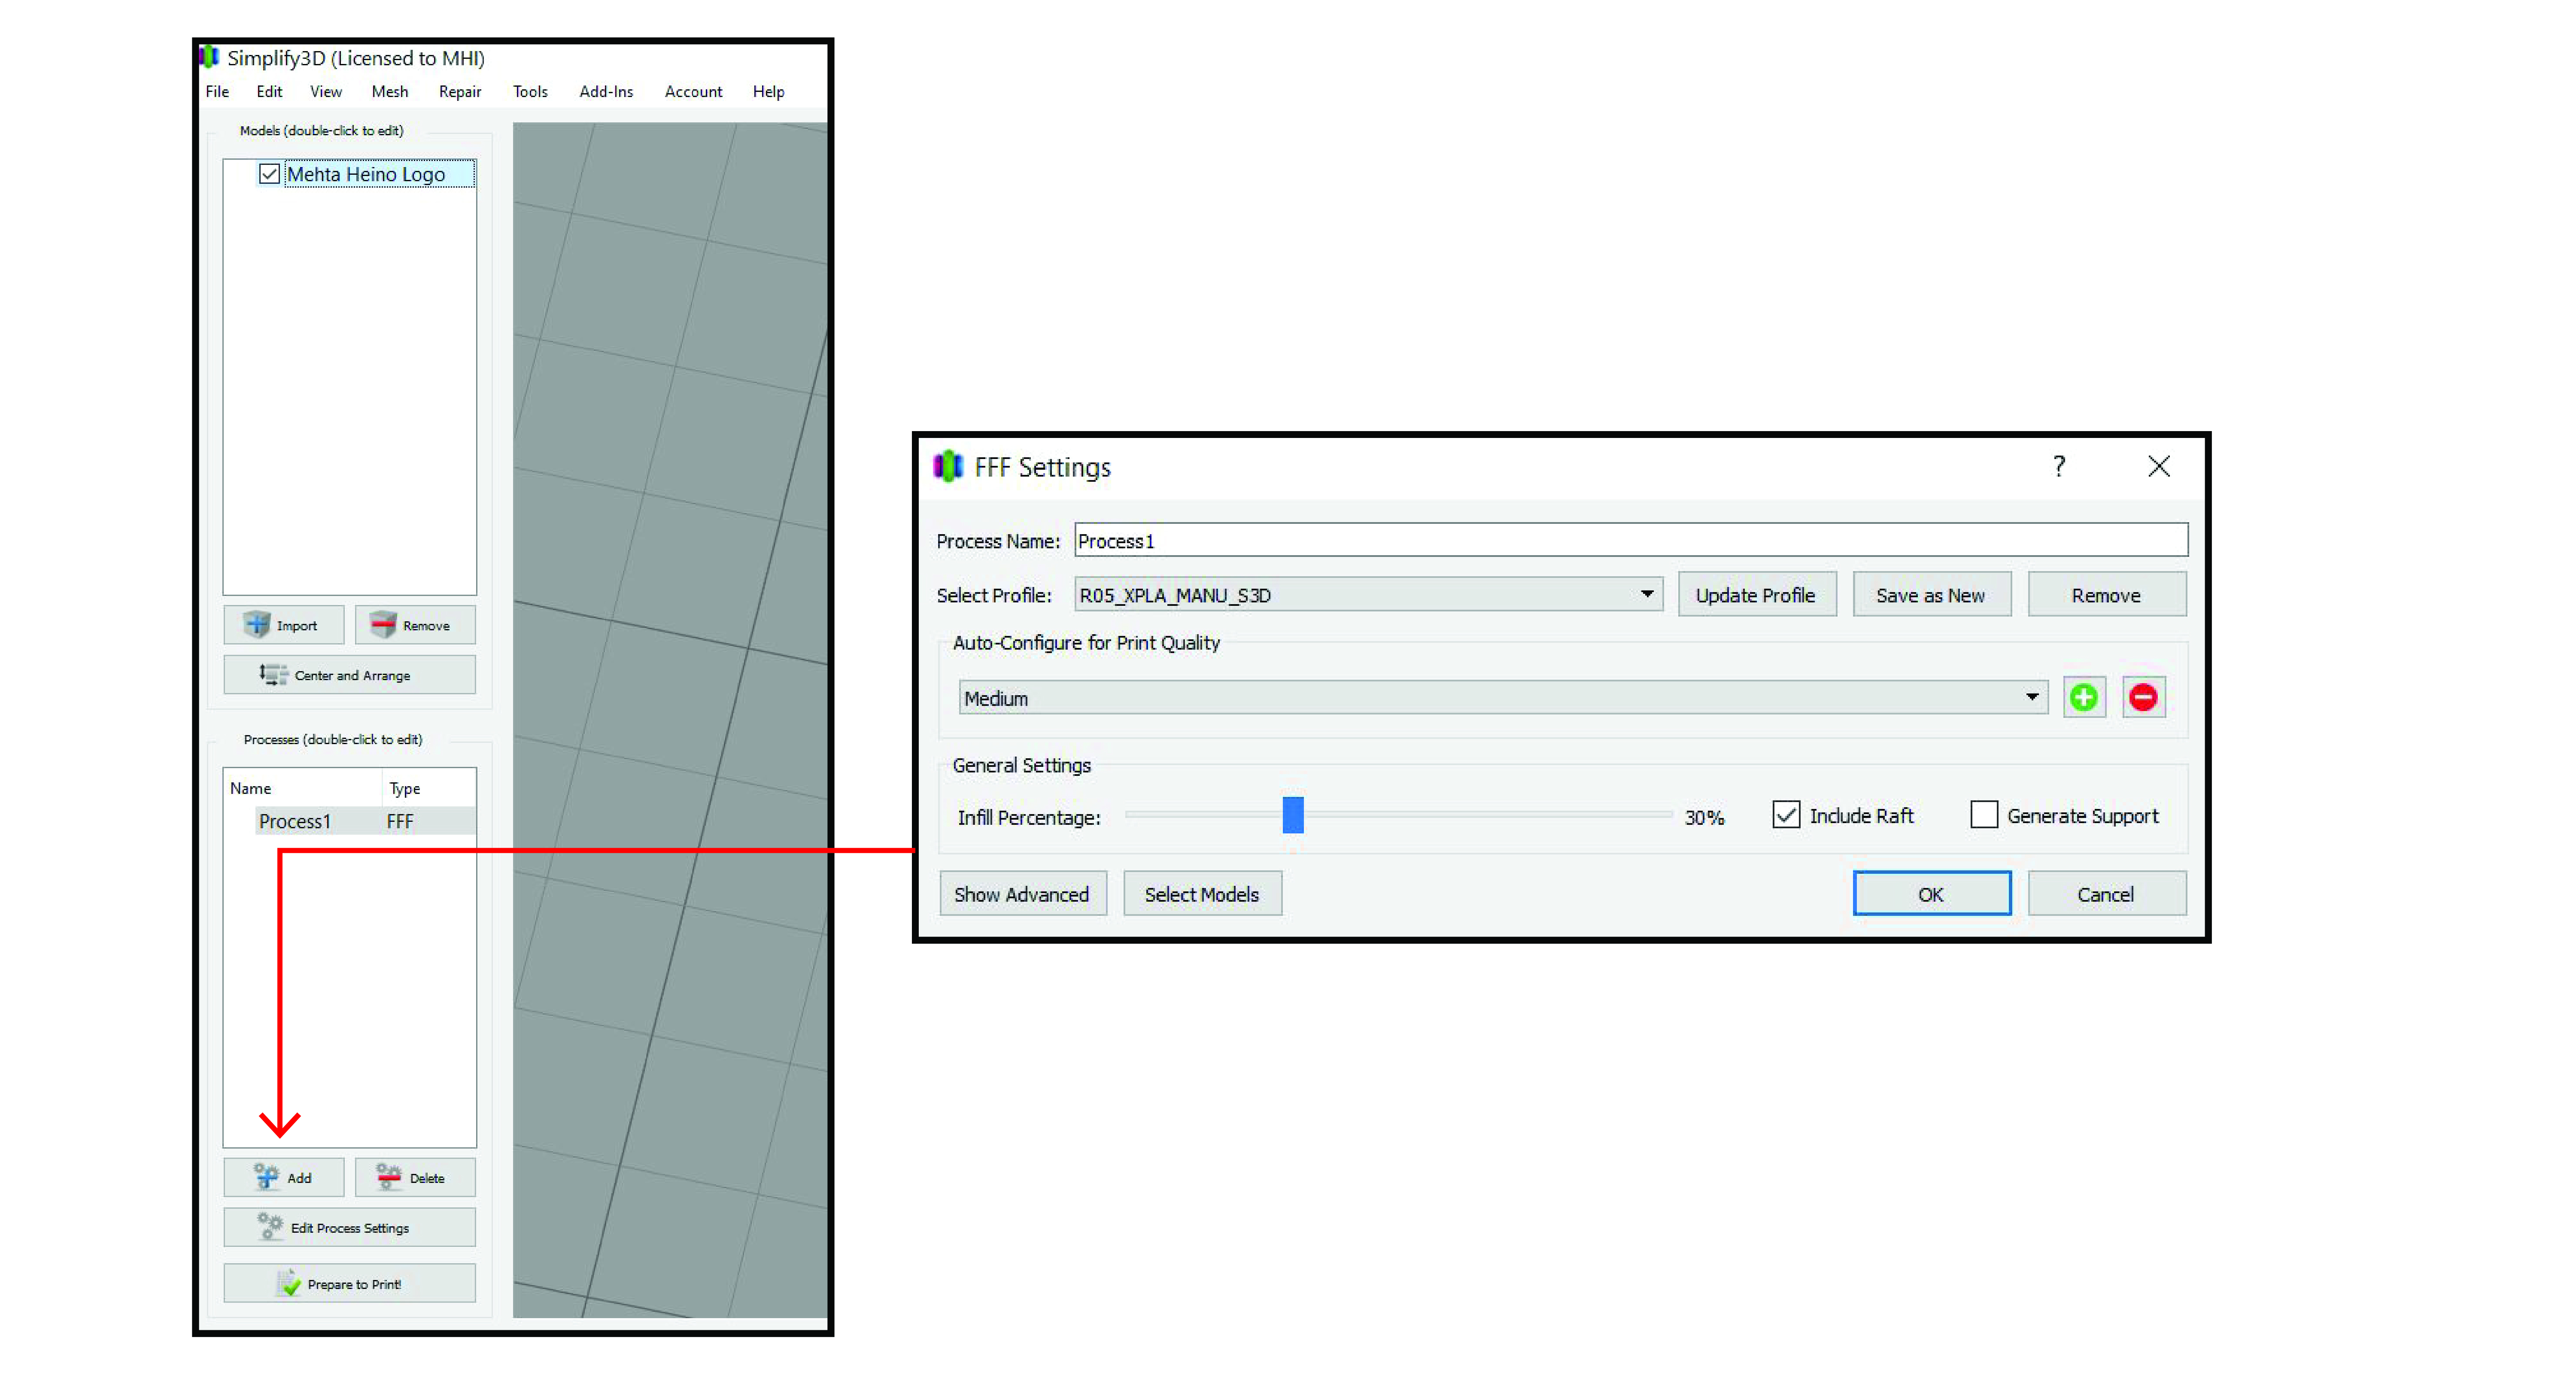 Simplify3D (Licensed to MHI)
File Edit View Mesh Repair Tools Add-Ins Account Help
Models (double-click to edit)
Mehta Heino Logo
Import Remove
Center and Arrange
Processes (double-click to edit)
Name Type
Process1 FFF
Add Delete
Edit Process Settings
Prepare to Print!
FFF Settings ?
Process Name: Process1
Select Profile: R05_XPLA_MANU_S3D Update Profile Save as New Remove
Auto-Configure for Print Quality
Medium
General Settings
Infill Percentage: 30% Include Raft Generate Support
Show Advanced Select Models OK Cancel